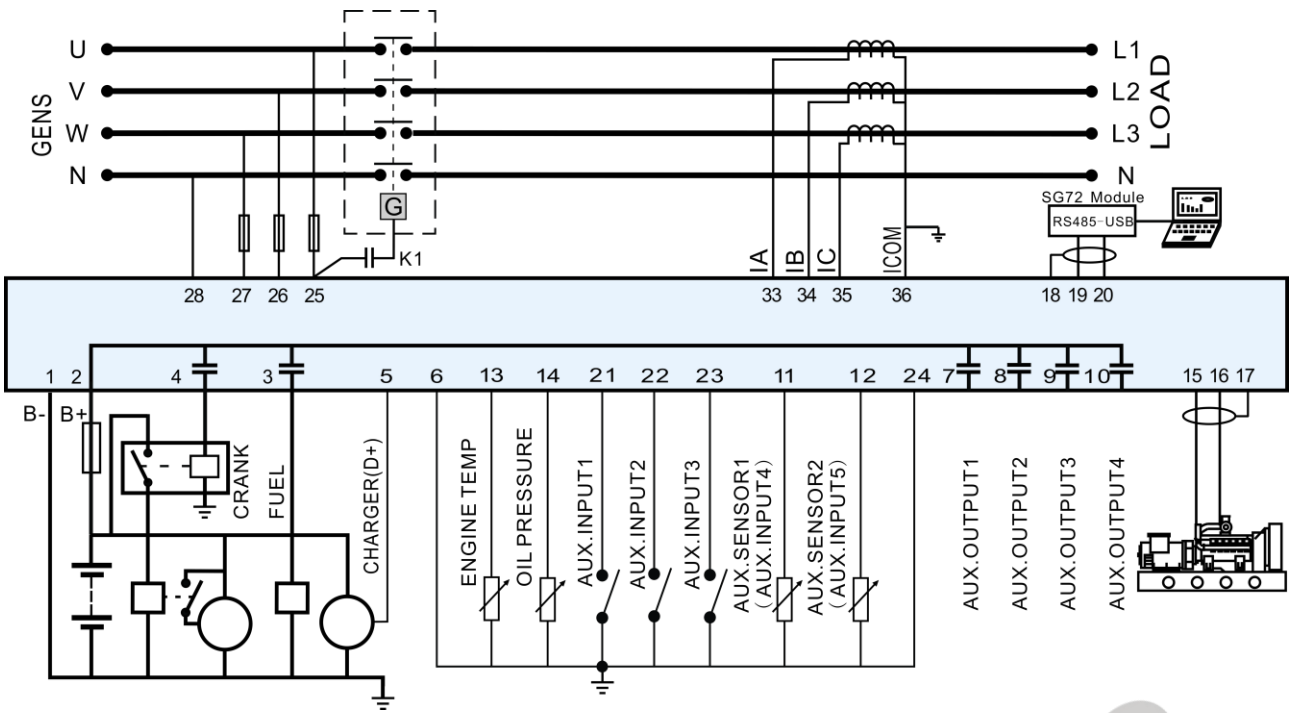 GENS
U
V
W
N
L1
L2
L3
N
LOAD
G
K1
SG72 Module
RS485-USB
IA
IB
IC
ICOM
28 27 26 25 33 34 35 36 18 19 20
1 2 4 3 5 6 13 14 21 22 23 11 12 24 7 8 9 10 15 16 17
B- B+
CRANK
FUEL
CHARGER(D+)
ENGINE TEMP
OIL PRESSURE
AUX.INPUT1
AUX.INPUT2
AUX.INPUT3
AUX.SENSOR1
(AUX.INPUT4)
AUX.SENSOR2
(AUX.INPUT5)
AUX.OUTPUT1
AUX.OUTPUT2
AUX.OUTPUT3
AUX.OUTPUT4